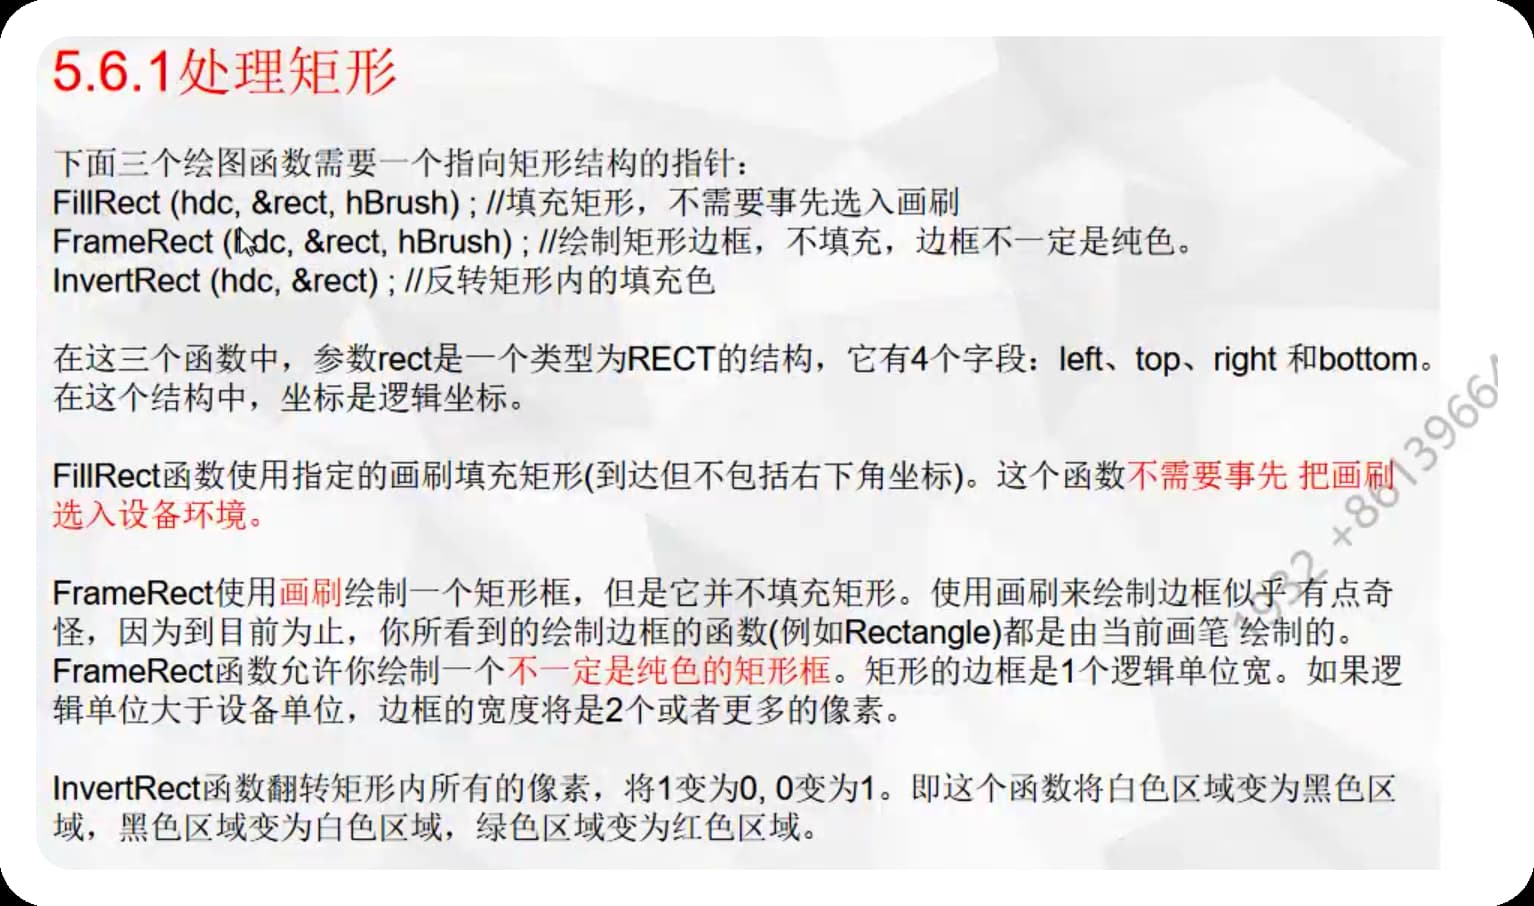 5.6.1处理矩形
下面三个绘图函数需要一个指向矩形结构的指针：
FillRect (hdc, &rect, hBrush) ; //填充矩形，不需要事先选入画刷
FrameRect (hdc, &rect, hBrush) ; //绘制矩形边框，不填充，边框不一定是纯色。
InvertRect (hdc, &rect) ; //反转矩形内的填充色
在这三个函数中，参数rect是一个类型为RECT的结构，它有4个字段：left、top、right 和bottom。
在这个结构中，坐标是逻辑坐标。
FillRect函数使用指定的画刷填充矩形(到达但不包括右下角坐标)。这个函数不需要事先 把画刷
选入设备环境。
FrameRect使用画刷绘制一个矩形框，但是它并不填充矩形。使用画刷来绘制边框似乎 有点奇
怪，因为到目前为止，你所看到的绘制边框的函数(例如Rectangle)都是由当前画笔 绘制的。
FrameRect函数允许你绘制一个不一定是纯色的矩形框。矩形的边框是1个逻辑单位宽。如果逻
辑单位大于设备单位，边框的宽度将是2个或者更多的像素。
InvertRect函数翻转矩形内所有的像素，将1变为0, 0变为1。即这个函数将白色区域变为黑色区
域，黑色区域变为白色区域，绿色区域变为红色区域。